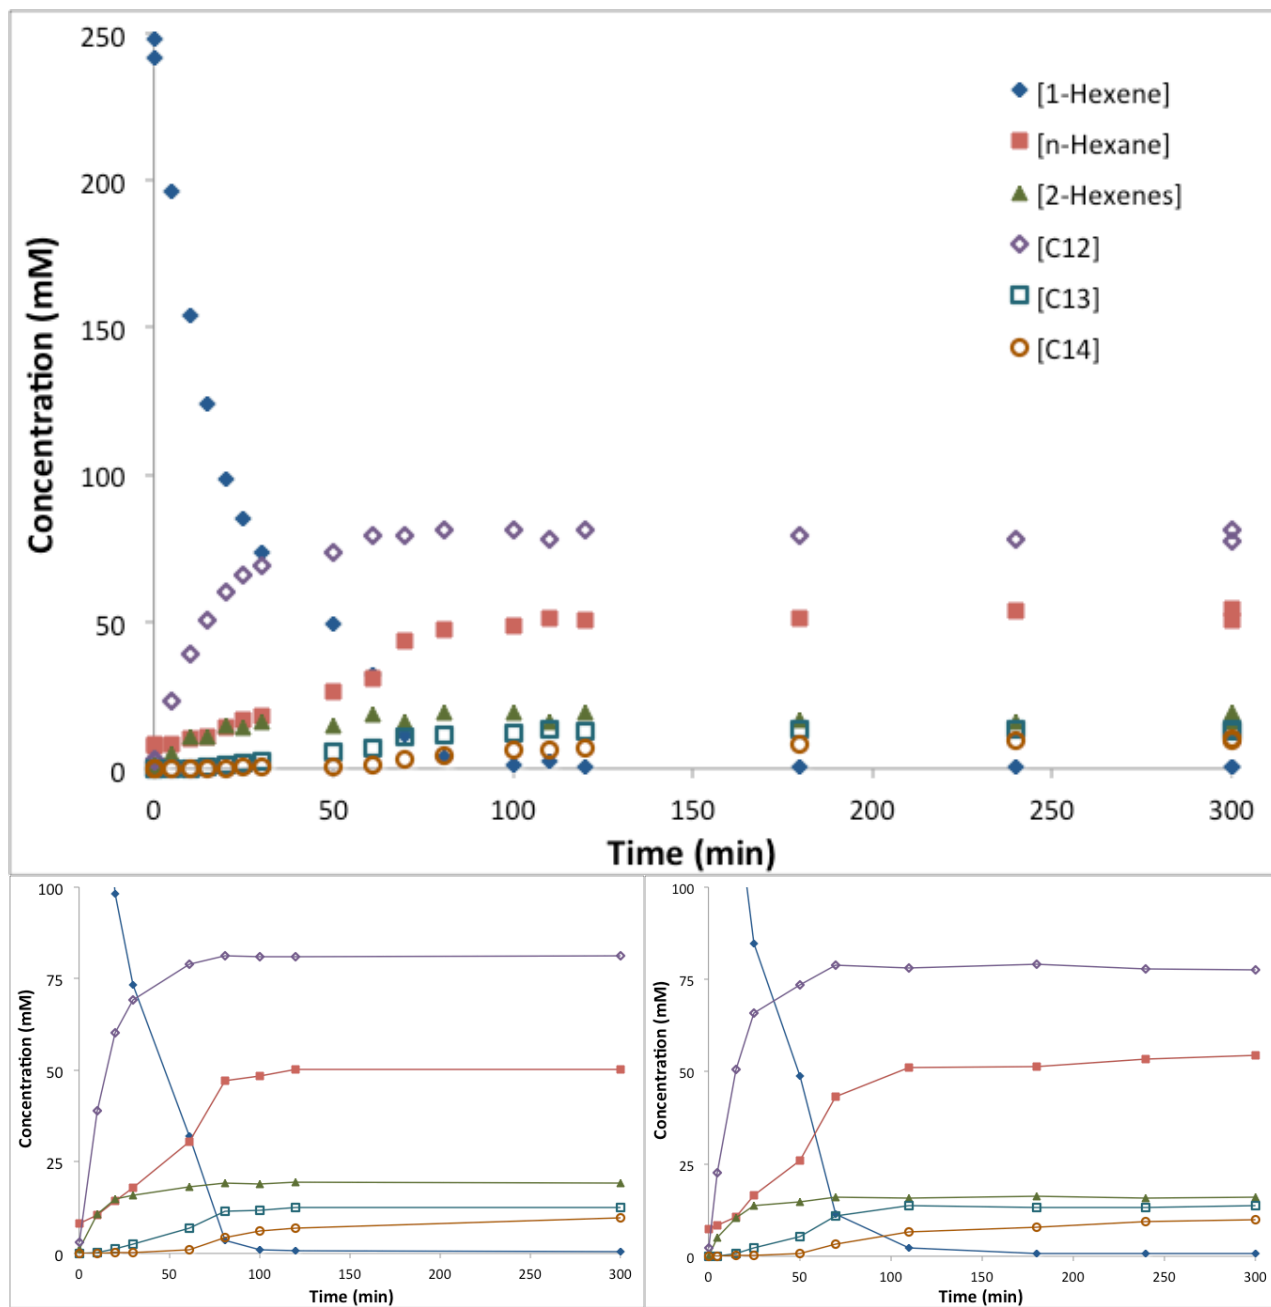 250
200
150
100
50
0
Concentration (mM)
[1-Hexene]
[n-Hexane]
[2-Hexenes]
[C12]
[C13]
[C14]
0 50 100 150 200 250 300
Time (min)
100
75
50
25
0
Concentration (mM)
0 50 100 150 200 250 300
Time (min)
100
75
50
25
0
Concentration (mM)
0 50 100 150 200 250 300
Time (min)